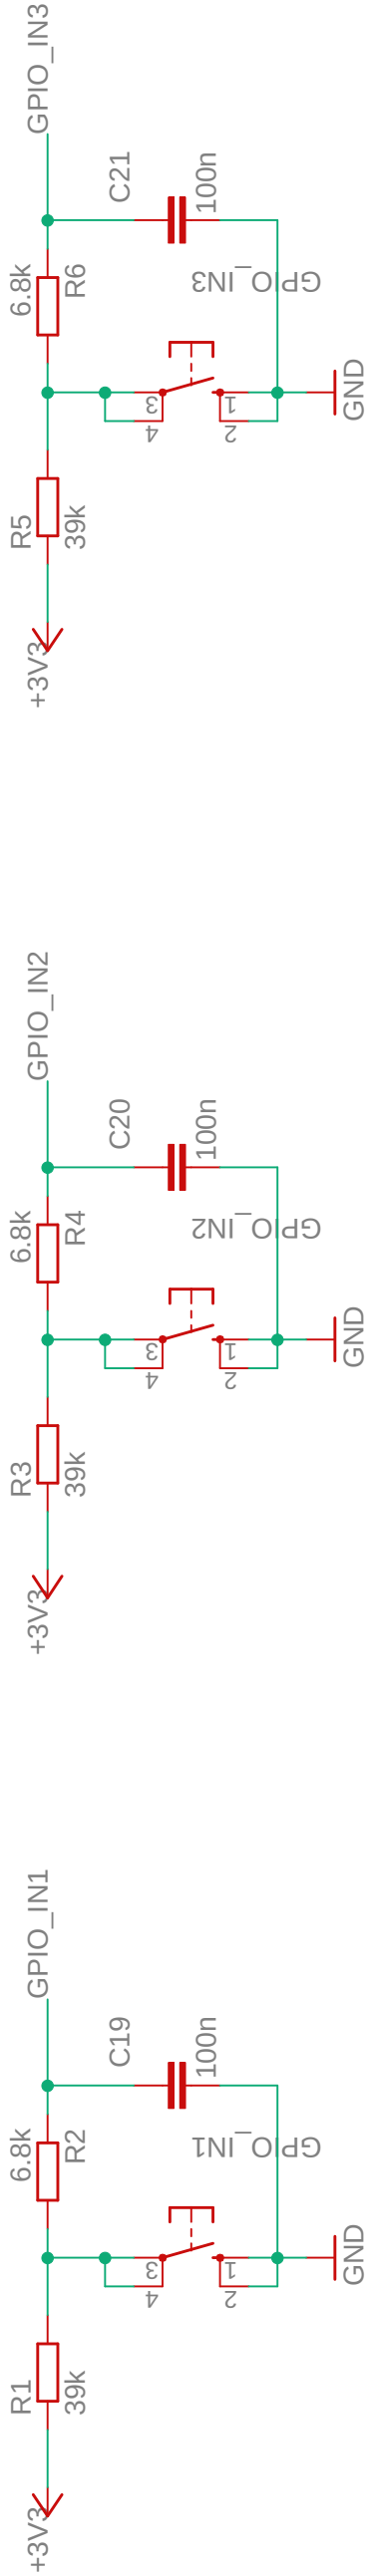 GPIO_IN3
C21
100n
6.8k
R6
GPIO_IN3
3
1
4
2
GND
R5
39k
+3V3
GPIO_IN2
C20
100n
6.8k
R4
GPIO_IN2
3
1
4
2
GND
R3
39k
+3V3
GPIO_IN1
C19
100n
6.8k
R2
GPIO_IN1
3
1
4
2
GND
R1
39k
+3V3